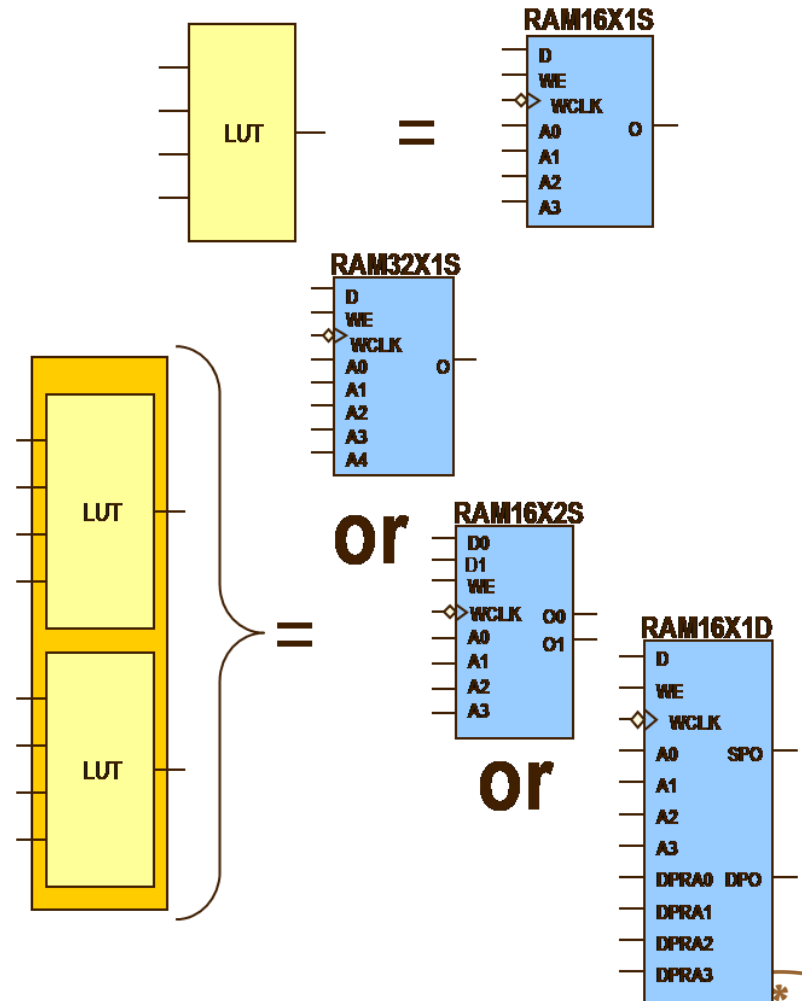 RAM16X1S
LUT
=
D
WE
WCLK
A0 O
A1
A2
A3
RAM32X1S
D
WE
WCLK
A0 O
A1
A2
A3
A4
LUT
LUT
=
or
RAM16X2S
D0
D1
WE
WCLK O0
A0 O1
A1
A2
A3
or
RAM16X1D
D
WE
WCLK
A0 SPO
A1
A2
A3
DPRA0 DPO
DPRA1
DPRA2
DPRA3
*